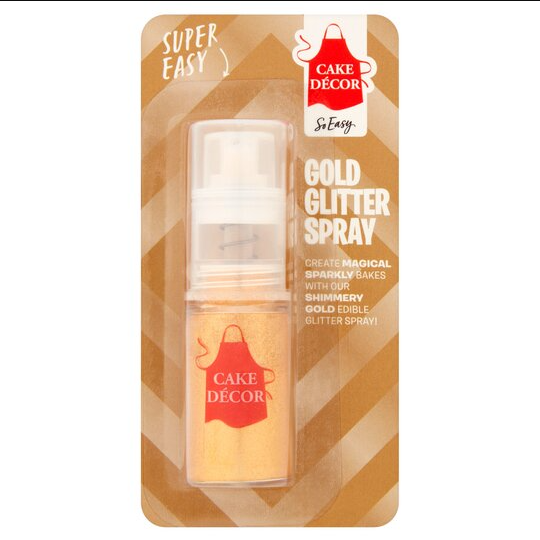 SUPER
EASY
CAKE
DÉCOR
So Easy
GOLD
GLITTER
SPRAY
CREATE MAGICAL
SPARKLY BAKES
WITH OUR
SHIMMERY
GOLD EDIBLE
GLITTER SPRAY!
CAKE
DÉCOR